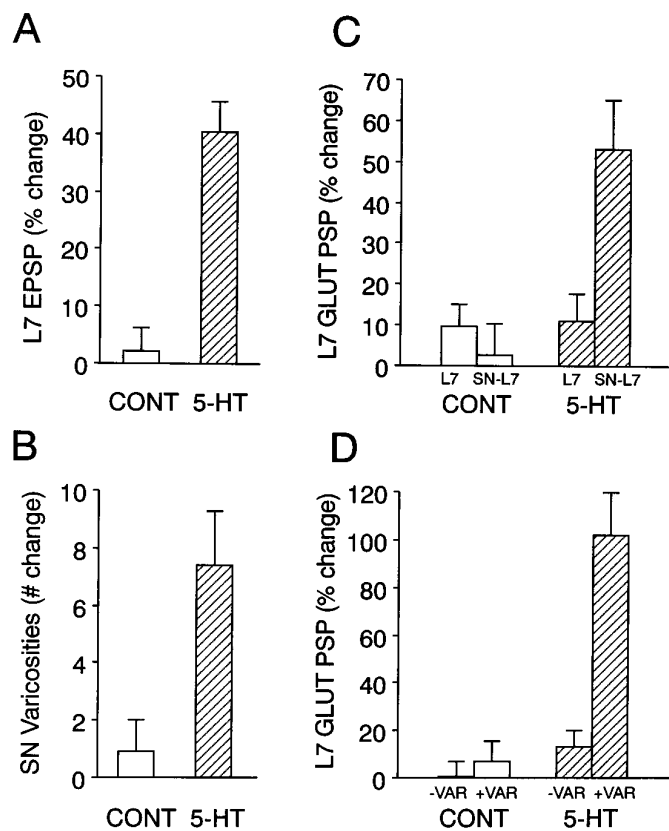 A
L7 EPSP (% change)
50
40
30
20
10
0
CONT 5-HT
B
SN Varicosities (# change)
10
8
6
4
2
0
CONT 5-HT
C
L7 GLUT PSP (% change)
70
60
50
40
30
20
10
0
L7 SN-L7 L7 SN-L7
CONT 5-HT
D
L7 GLUT PSP (% change)
120
100
80
60
40
20
0
-VAR +VAR -VAR +VAR
CONT 5-HT